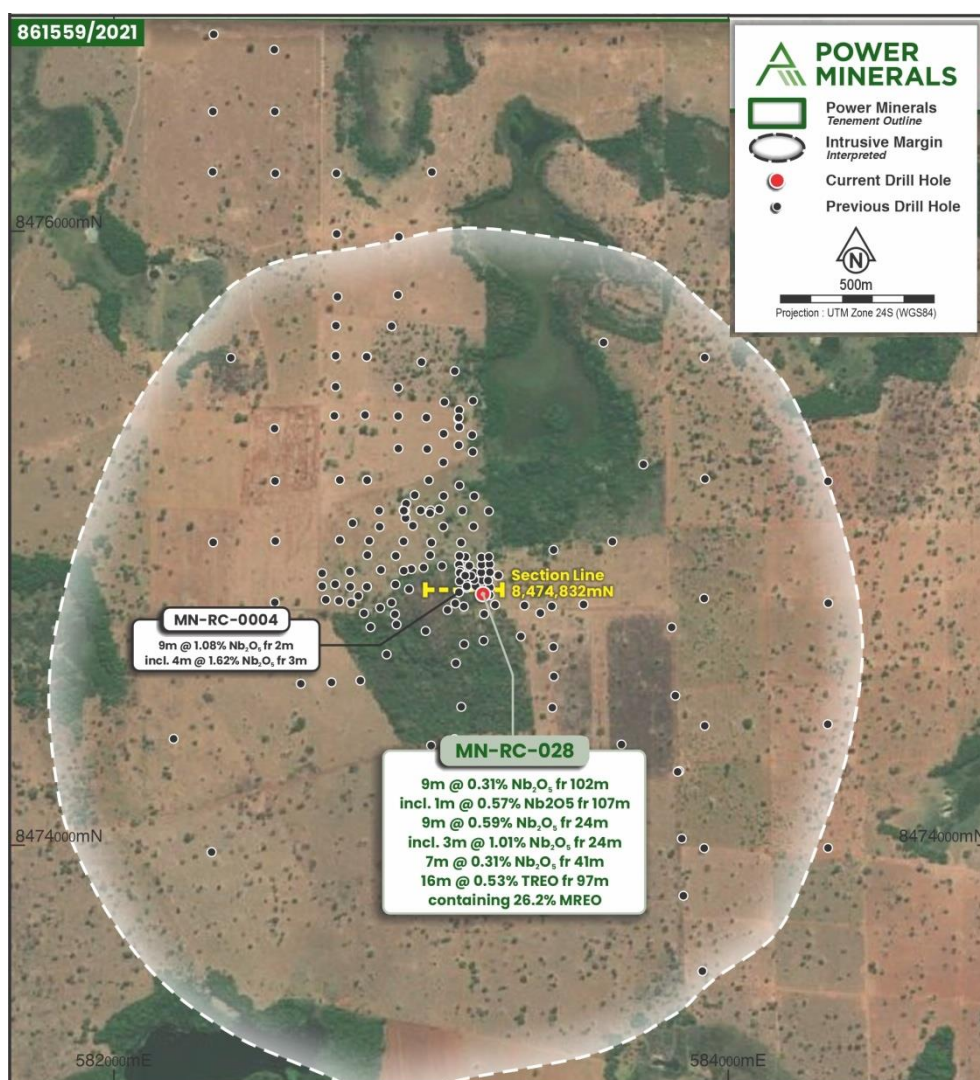 861559/2021
POWER
MINERALS
Power Minerals
Tenement Outline
Intrusive Margin
Interpreted
Current Drill Hole
Previous Drill Hole
N
500m
Projection : UTM Zone 24S (WGS84)
8476000mN
Section Line
8,474,832mN
MN-RC-0004
9m @ 1.08% Nb₂O₅ fr 2m
incl. 4m @ 1.62% Nb₂O₅ fr 3m
MN-RC-028
9m @ 0.31% Nb₂O₅ fr 102m
incl. 1m @ 0.57% Nb2O5 fr 107m
9m @ 0.59% Nb₂O₅ fr 24m
incl. 3m @ 1.01% Nb₂O₅ fr 24m
7m @ 0.31% Nb₂O₅ fr 41m
16m @ 0.53% TREO fr 97m
containing 26.2% MREO
8474000mN
8474000mN
582000mE
584000mE